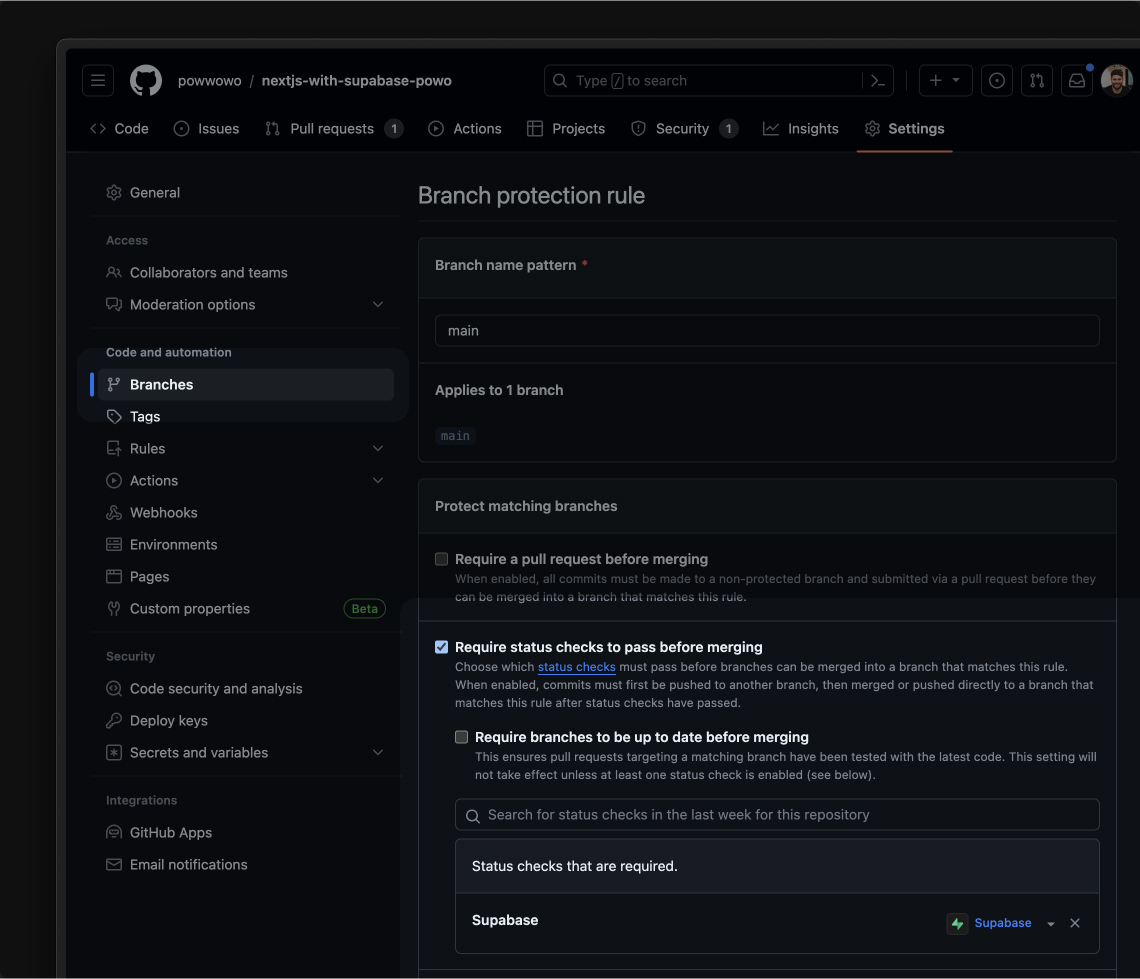 powwowo / nextjs-with-supabase-powo
Type / to search
Code
Issues
Pull requests 1
Actions
Projects
Security 1
Insights
Settings
General
Access
Collaborators and teams
Moderation options
Code and automation
Branches
Tags
Rules
Actions
Webhooks
Environments
Pages
Custom properties Beta
Security
Code security and analysis
Deploy keys
Secrets and variables
Integrations
GitHub Apps
Email notifications
Branch protection rule
Branch name pattern *
main
Applies to 1 branch
main
Protect matching branches
Require a pull request before merging
When enabled, all commits must be made to a non-protected branch and submitted via a pull request before they
can be merged into a branch that matches this rule.
Require status checks to pass before merging
Choose which status checks must pass before branches can be merged into a branch that matches this rule.
When enabled, commits must first be pushed to another branch, then merged or pushed directly to a branch that
matches this rule after status checks have passed.
Require branches to be up to date before merging
This ensures pull requests targeting a matching branch have been tested with the latest code. This setting will
not take effect unless at least one status check is enabled (see below).
Search for status checks in the last week for this repository
Status checks that are required.
Supabase
Supabase